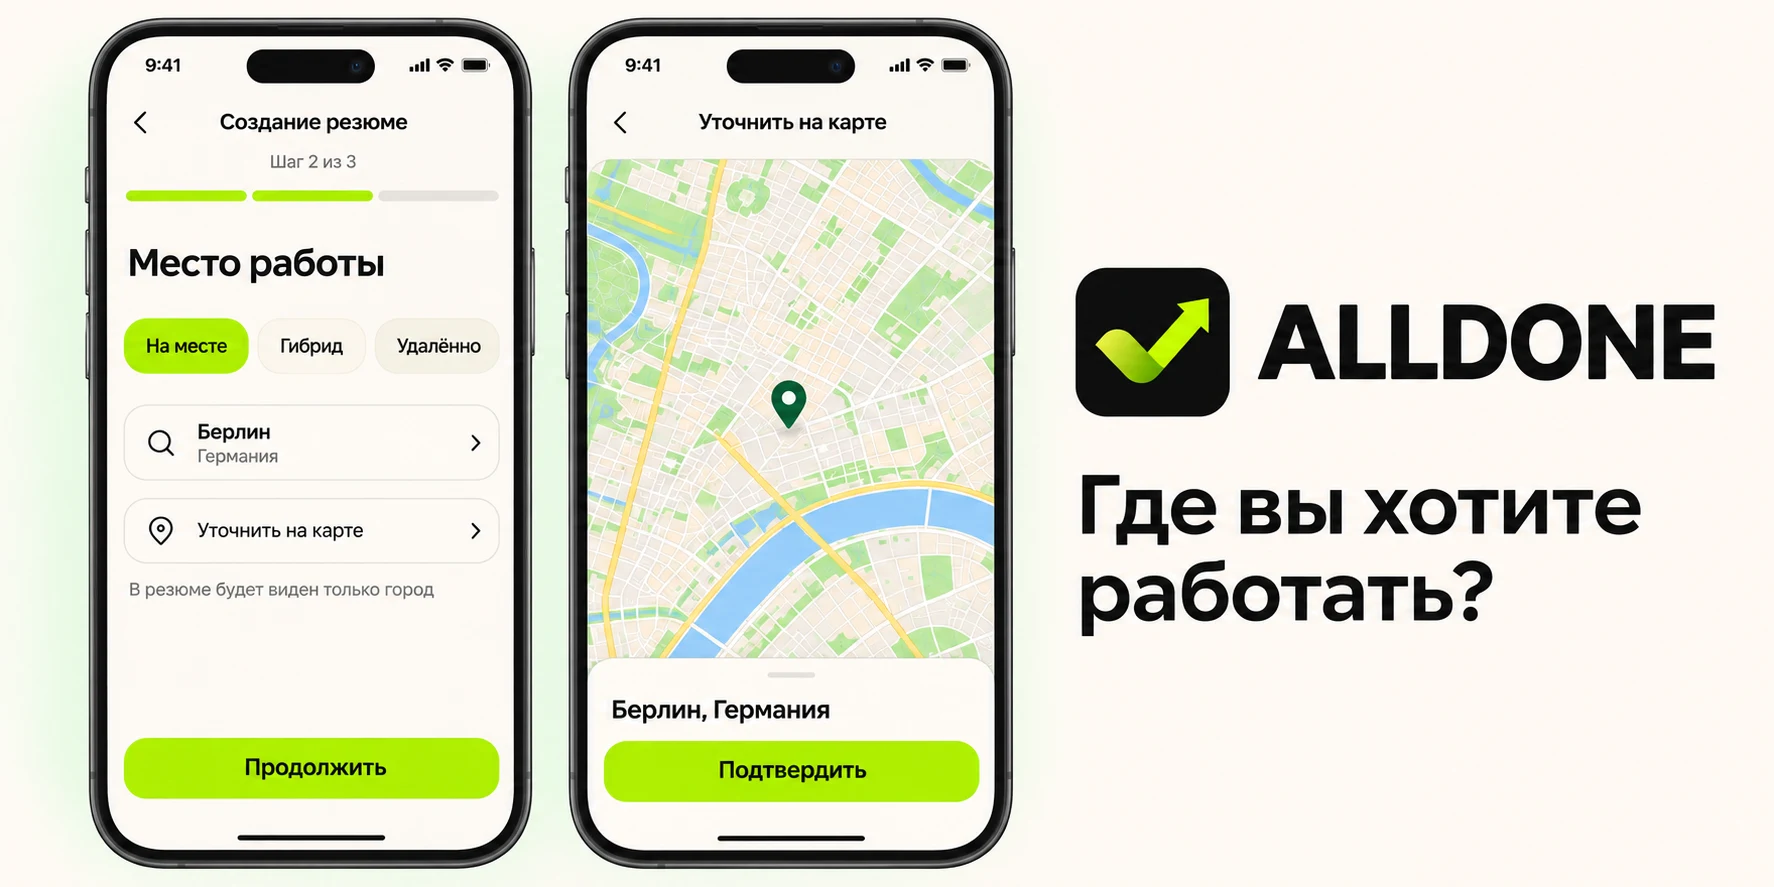 9:41
Создание резюме
Шаг 2 из 3
Место работы
На месте
Гибрид
Удалённо
Берлин
Германия
Уточнить на карте
В резюме будет виден только город
Продолжить
9:41
Уточнить на карте
Берлин, Германия
Подтвердить
ALLDONE
Где вы хотите
работать?